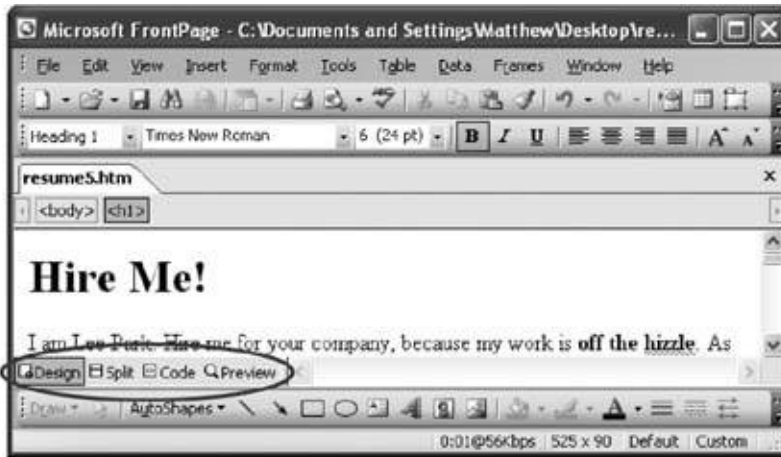 Microsoft FrontPage - C:\Documents and Settings\Matthew\Desktop\re...
File Edit View Insert Format Tools Table Data Frames Window Help
Heading 1 Times New Roman 6 (24 pt) B I U A A
resume5.htm
<body> <h1>
Hire Me!
I am Lee Park. Hire me for your company, because my work is off the hizzle. As
Design Split Code Preview
Draw AutoShapes A
0:01@56Kbps 525 x 90 Default Custom